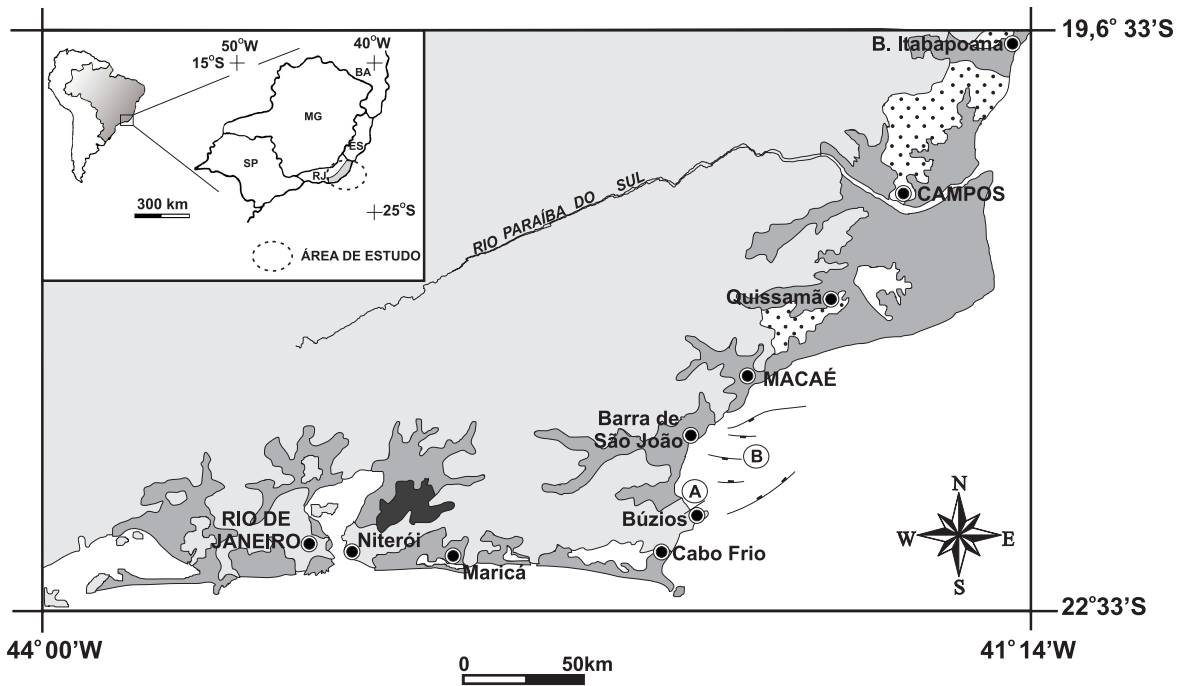 19,6° 33'S
B. Itabapoana
50°W
40°W
15°S
BA
MG
ES
SP
RJ
300 km
25°S
ÁREA DE ESTUDO
RIO PARAÍBA DO SUL
CAMPOS
Quissamã
MACAÉ
Barra de
São João
B
A
Búzios
RIO DE
JANEIRO
Niterói
Cabo Frio
Maricá
N
W
E
S
22°33'S
44°00'W
41°14'W
0
50km